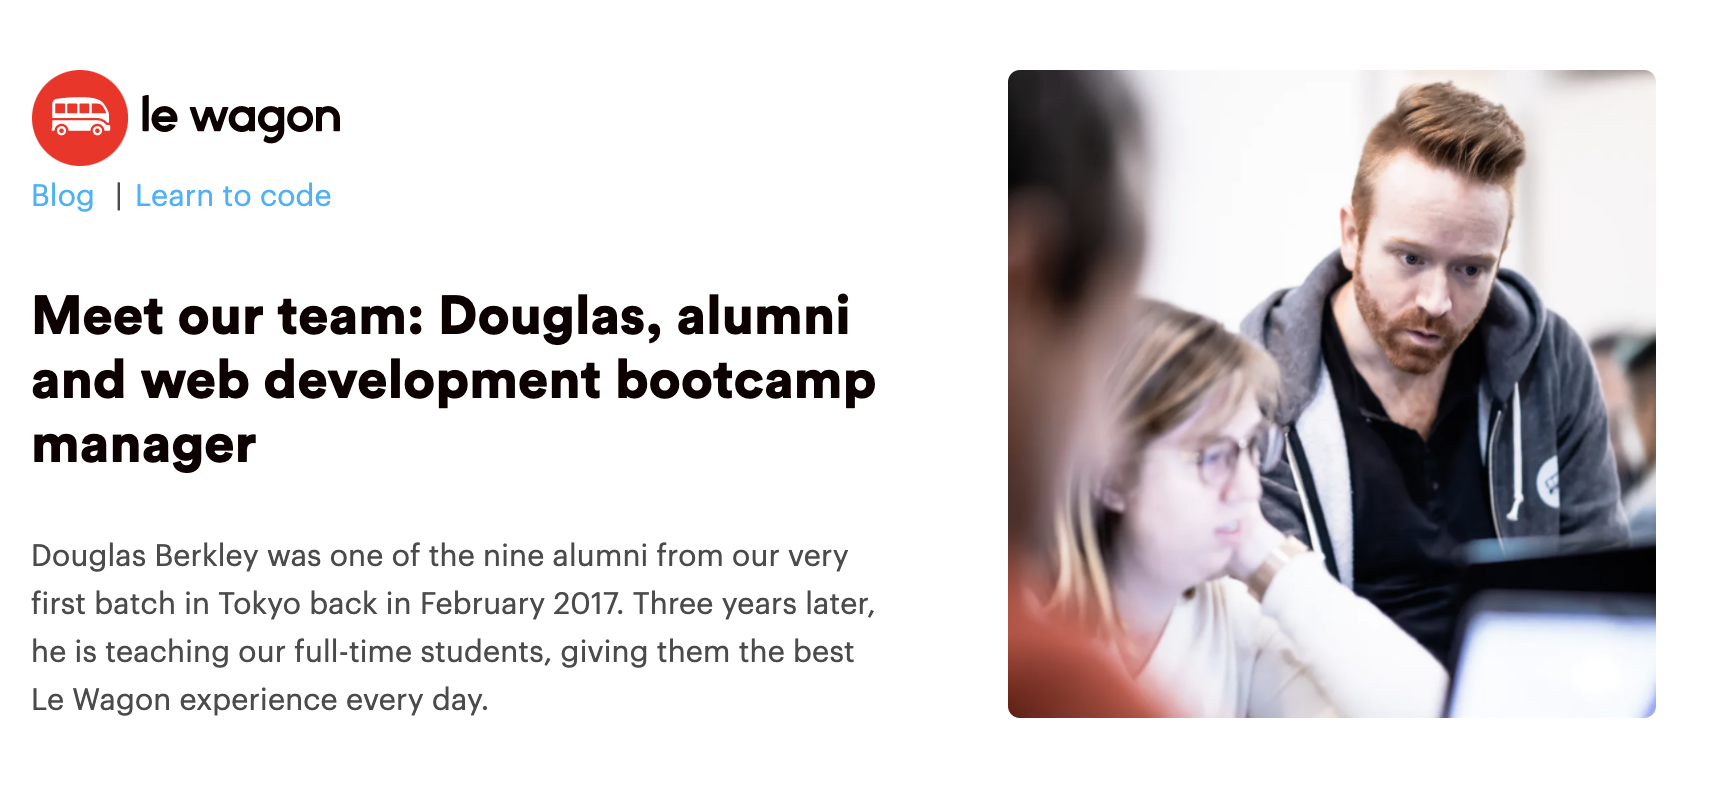 le wagon
Blog | Learn to code
Meet our team: Douglas, alumni
and web development bootcamp
manager
Douglas Berkley was one of the nine alumni from our very
first batch in Tokyo back in February 2017. Three years later,
he is teaching our full-time students, giving them the best
Le Wagon experience every day.